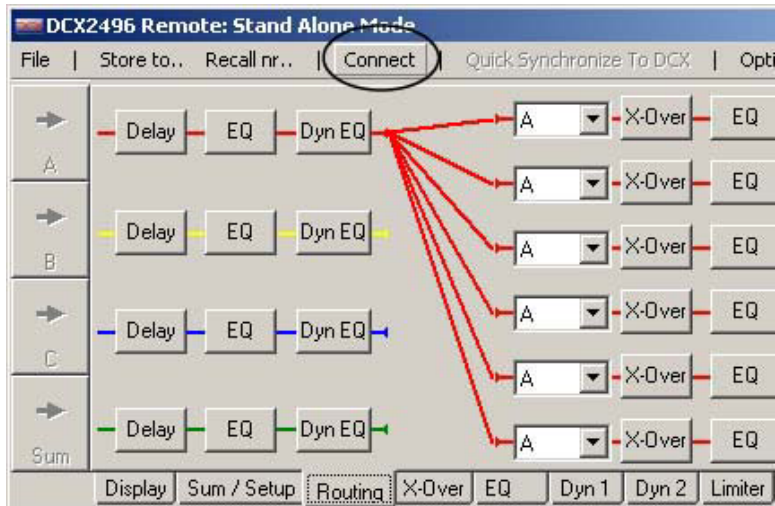 DCX2496 Remote: Stand Alone Mode
File | Store to.. Recall nr.. | Connect | Quick Synchronize To DCX | Opti
Delay EQ Dyn EQ A X-Over EQ
A
A X-Over EQ
Delay EQ Dyn EQ A X-Over EQ
B
Delay EQ Dyn EQ A X-Over EQ
C
A X-Over EQ
Delay EQ Dyn EQ A X-Over EQ
Sum
Display Sum / Setup Routing X-Over EQ Dyn 1 Dyn 2 Limiter